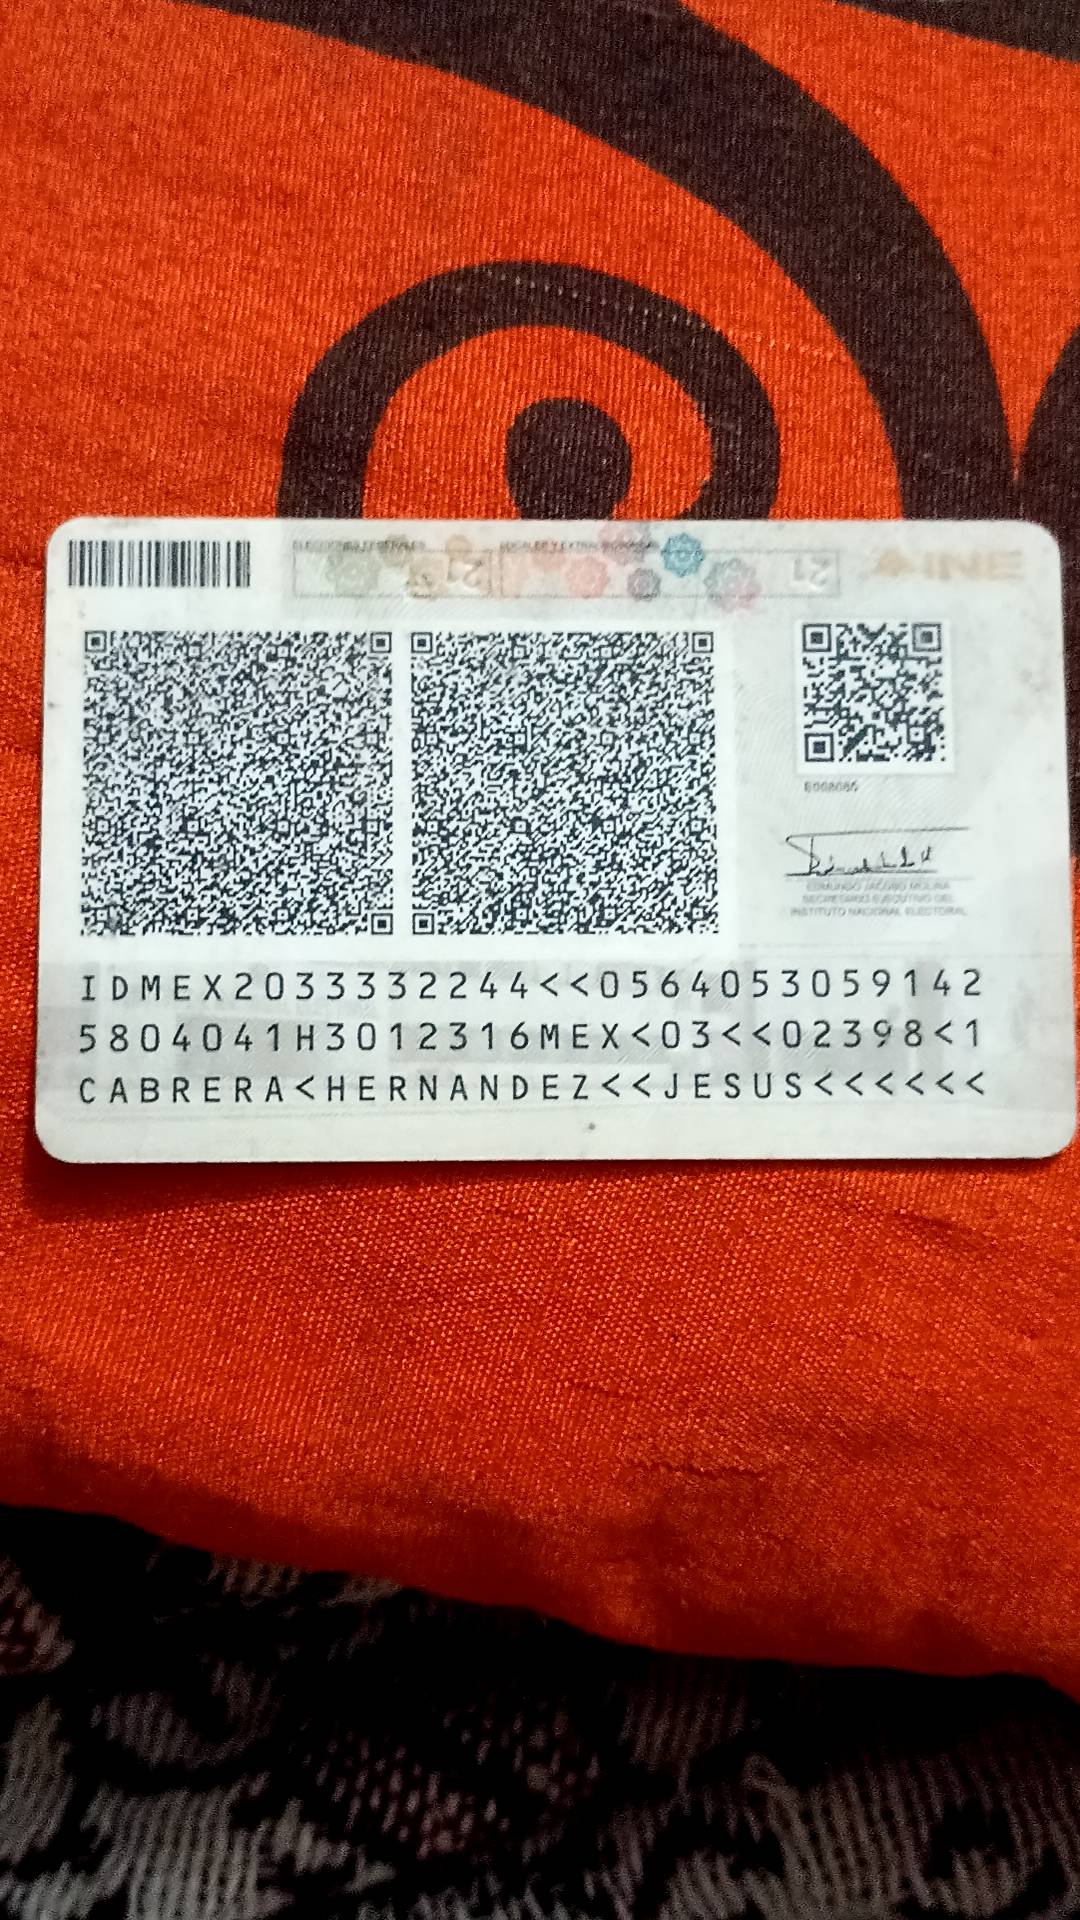 INE
E008085
EDMUNDO JACOBO MOLINA
SECRETARIO EJECUTIVO DEL
INSTITUTO NACIONAL ELECTORAL
IDMEX2033332244<<0564053059142
5804041H3012316MEX<03<<02398<1
CABRERA<HERNANDEZ<<JESUS<<<<<<